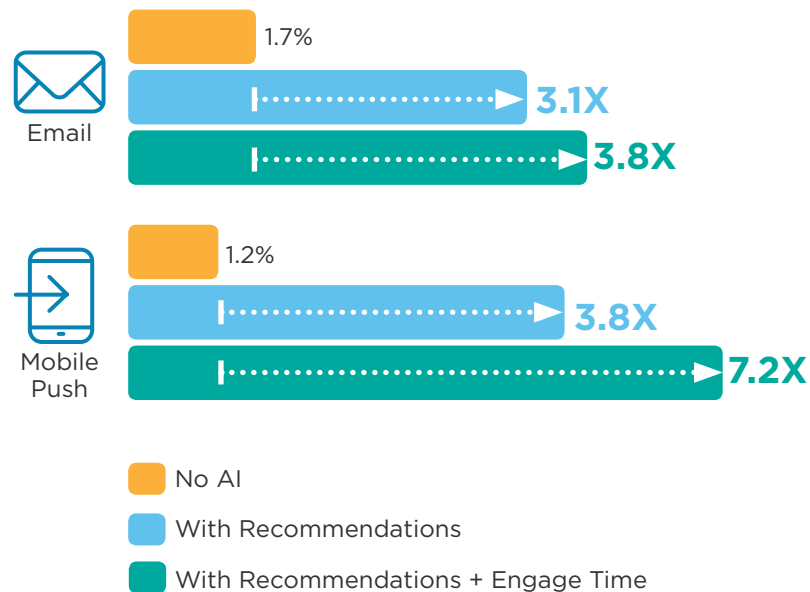 1.7%
3.1X
Email
3.8X
1.2%
3.8X
Mobile
Push
7.2X
No AI
With Recommendations
With Recommendations + Engage Time